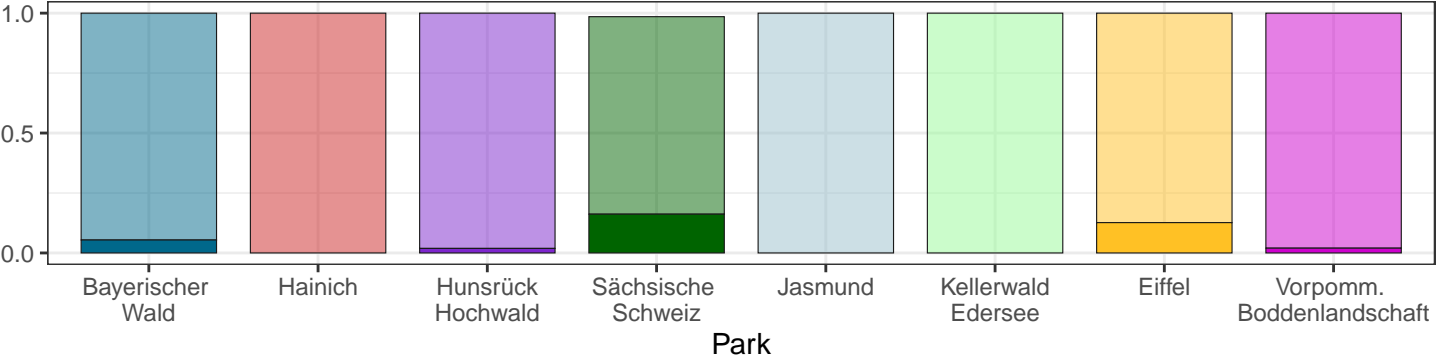 1.0
0.5
0.0
Bayerischer Hainich Hunsrück Sächsische Jasmund Kellerwald Eiffel Vorpomm.
Wald Hochwald Schweiz Edersee Boddenlandschaft
Park